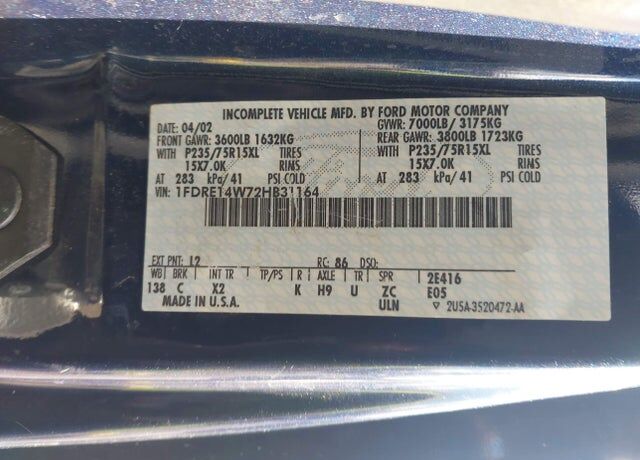 INCOMPLETE VEHICLE MFD. BY FORD MOTOR COMPANY
DATE: 04/02 GVWR: 7000LB/ 3175KG
FRONT GAWR: 3600LB 1632KG REAR GAWR: 3800LB 1723KG
WITH P235/75R15XL TIRES WITH P235/75R15XL TIRES
15X7.0K RIMS 15X7.0K RIMS
AT 283 kPa/41 PSI COLD AT 283 kPa/41 PSI COLD
VIN: 1FDRE14W72HB31164
EXT PNT: L2 RC: 86 DSO:
WB BRK INT TR TP/PS R AXLE TR SPR 2E416
138 C X2 K H9 U ZC E05
MADE IN U.S.A. ULN 2U5A-3520472-AA